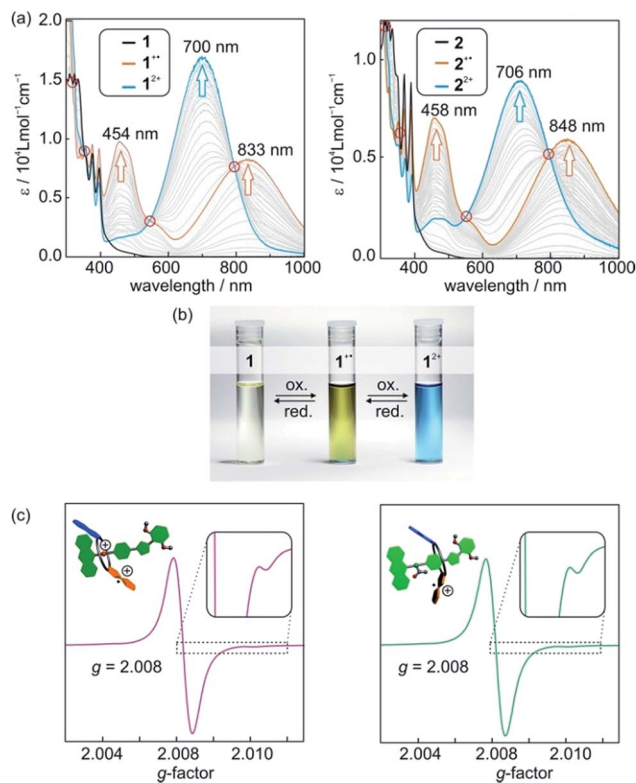 (a)
2.0
1.5
1.0
0.5
0.0
ε / 10⁴Lmol⁻¹cm⁻¹
1
1⁺•
1²⁺
454 nm
700 nm
833 nm
400 600 800 1000
wavelength / nm
1.0
0.5
0.0
ε / 10⁴Lmol⁻¹cm⁻¹
2
2⁺•
2²⁺
458 nm
706 nm
848 nm
400 600 800 1000
wavelength / nm
(b)
1
ox.
red.
1⁺•
ox.
red.
1²⁺
(c)
g = 2.008
2.004 2.008 2.010
g-factor
g = 2.008
2.004 2.008 2.010
g-factor